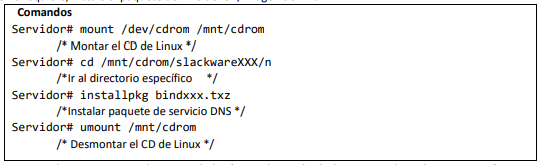 Comandos
Servidor# mount /dev/cdrom /mnt/cdrom
/* Montar el CD de Linux */
Servidor# cd /mnt/cdrom/slackwareXXX/n
/*Ir al directorio específico */
Servidor# installpkg bindxxx.txz
/*Instalar paquete de servicio DNS */
Servidor# umount /mnt/cdrom
/* Desmontar el CD de Linux */